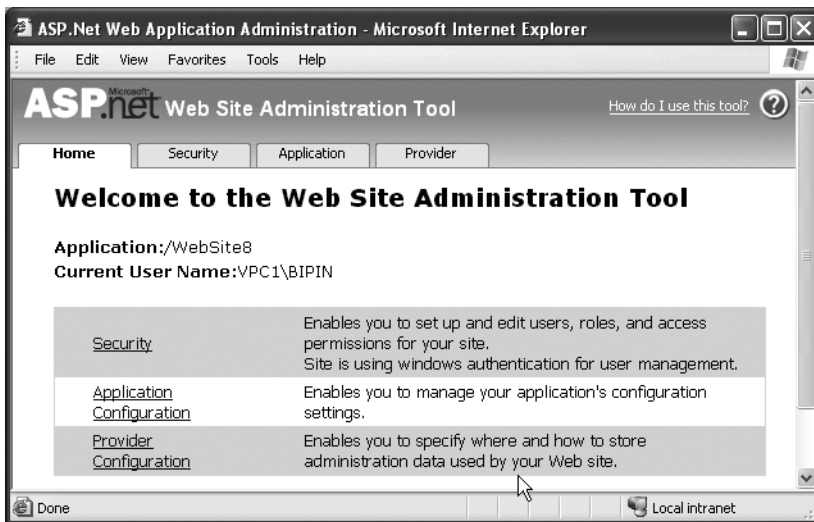 ASP.Net Web Application Administration - Microsoft Internet Explorer
File Edit View Favorites Tools Help
Microsoft
ASP.net Web Site Administration Tool How do I use this tool? ?
Home Security Application Provider
Welcome to the Web Site Administration Tool
Application:/WebSite8
Current User Name:VPC1\BIPIN
Security
Enables you to set up and edit users, roles, and access
permissions for your site.
Site is using windows authentication for user management.
Application
Configuration
Enables you to manage your application's configuration
settings.
Provider
Configuration
Enables you to specify where and how to store
administration data used by your Web site.
Done Local intranet